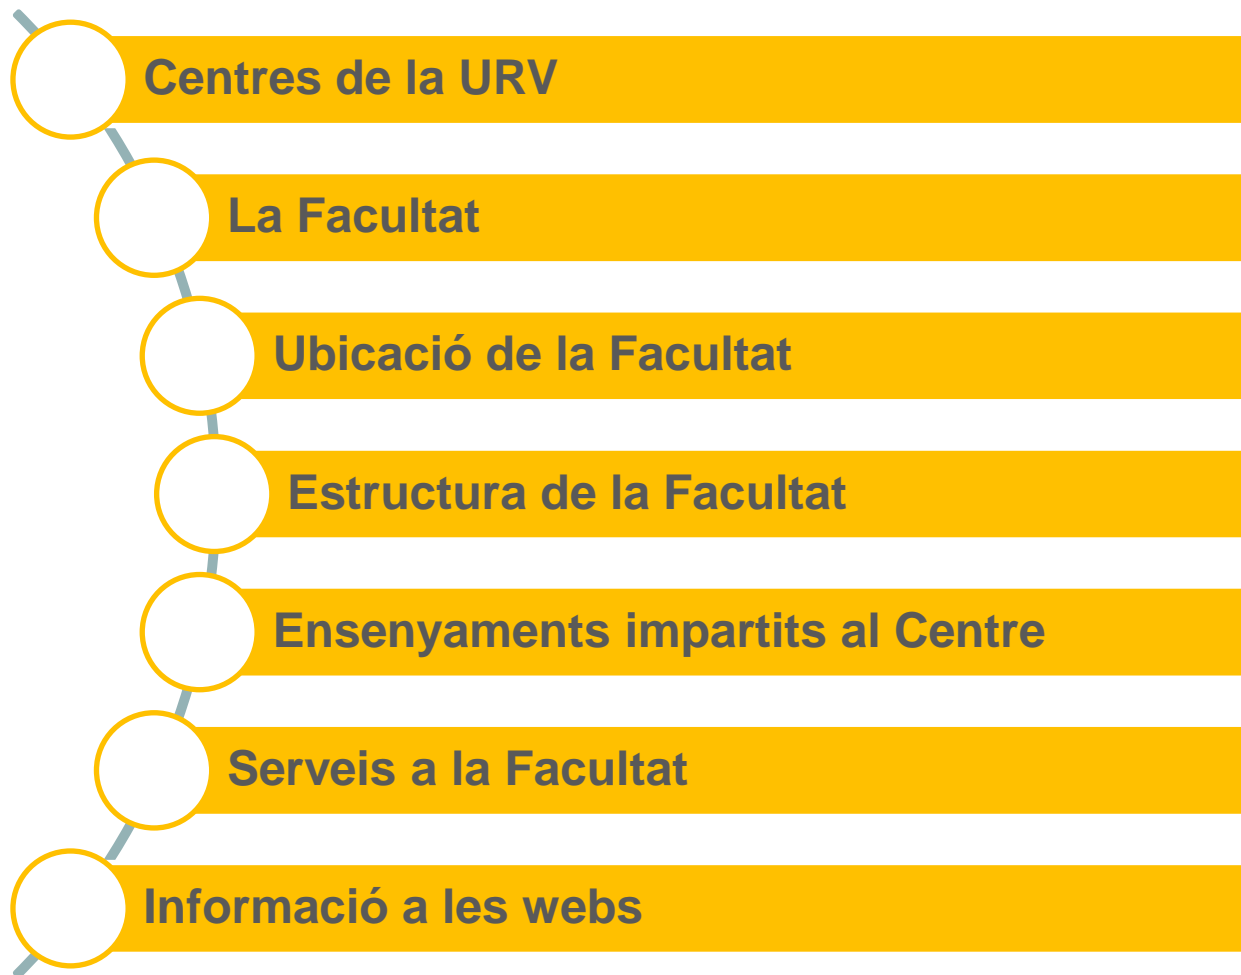 Centres de la URV
La Facultat
Ubicació de la Facultat
Estructura de la Facultat
Ensenyaments impartits al Centre
Serveis a la Facultat
Informació a les webs